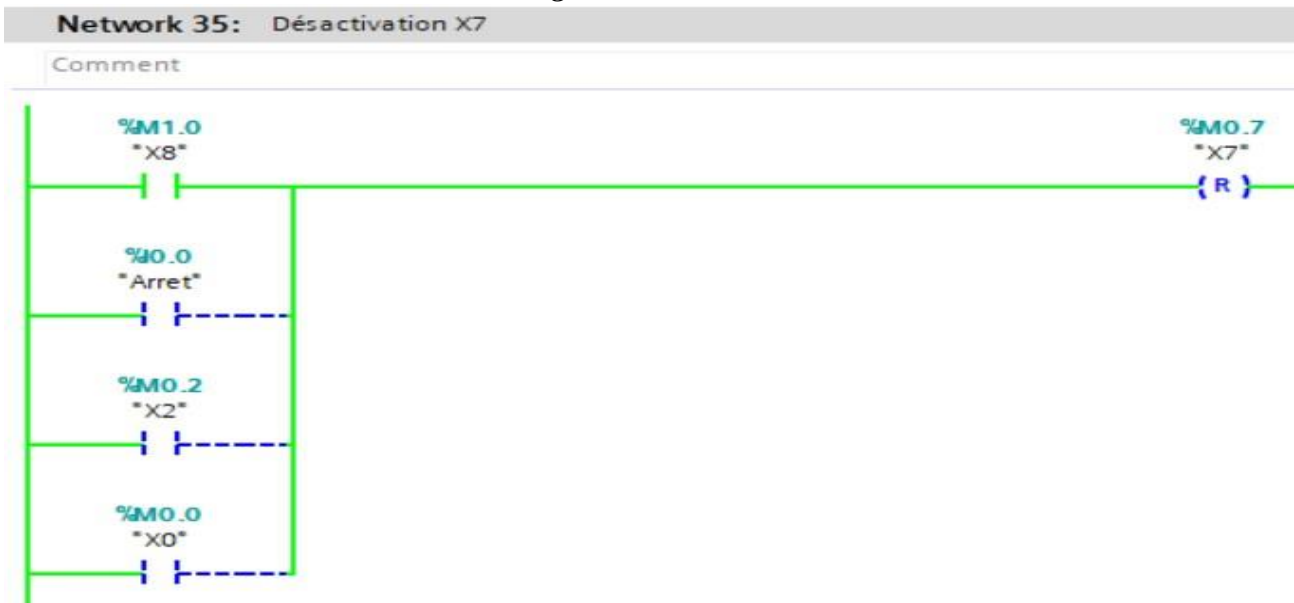 Network 35: Désactivation X7
Comment
%M1.0
"X8"
%M0.7
"X7"
( R )
%I0.0
"Arret"
%M0.2
"X2"
%M0.0
"X0"